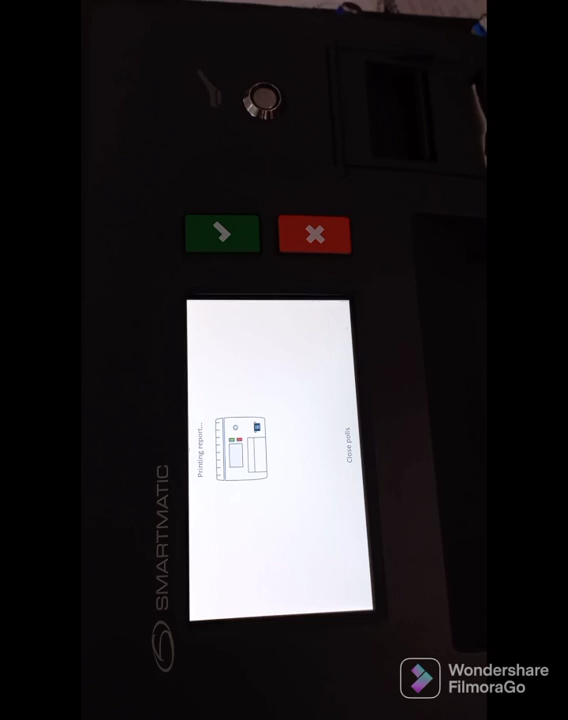 Close polls
Printing report...
SMARTMATIC
Wondershare
FilmoraGo